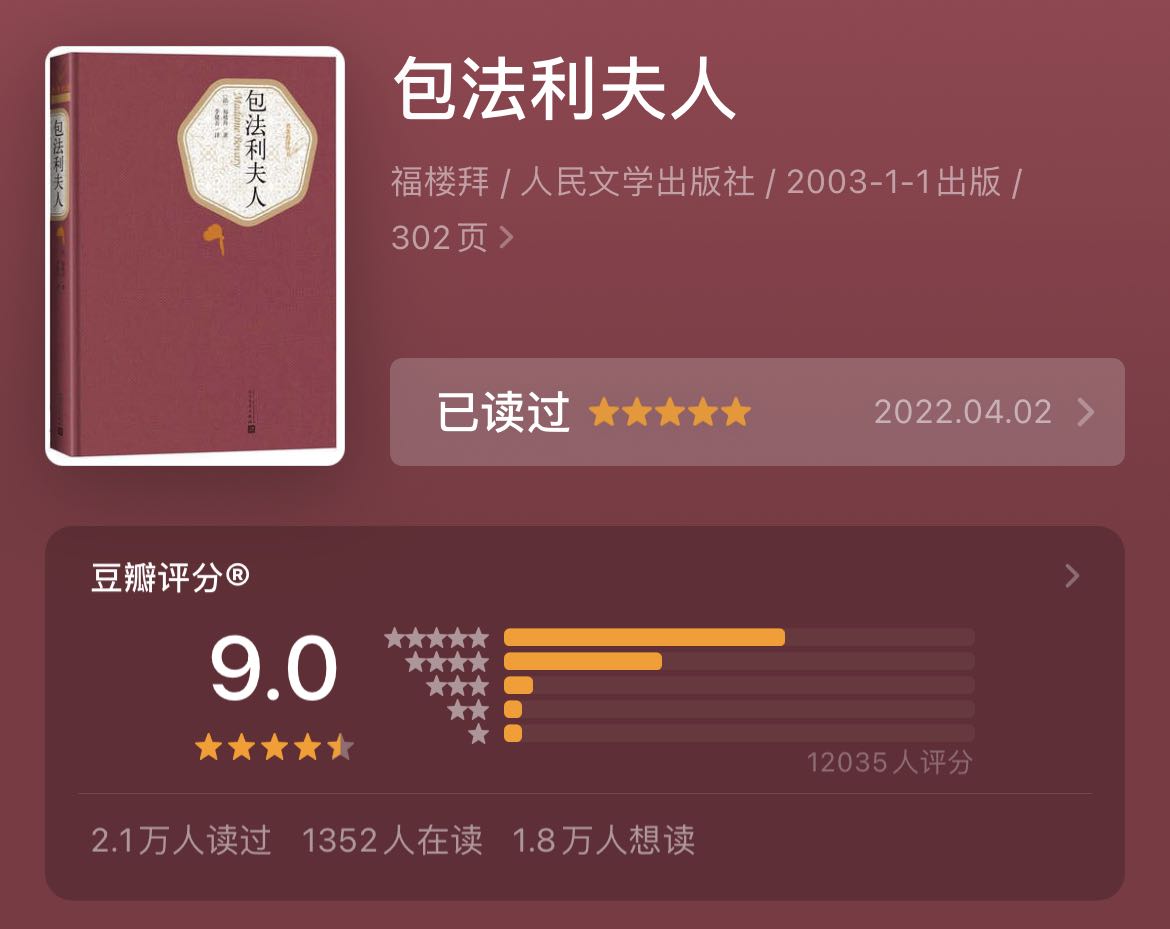 包法利夫人
福楼拜 / 人民文学出版社 / 2003-1-1出版 /
302页
已读过 2022.04.02
豆瓣评分®
9.0
12035人评分
2.1万人读过 1352人在读 1.8万人想读
包法利夫人
Madame Bovary
包法利夫人